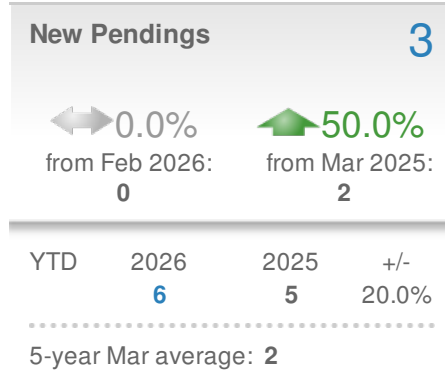 New Pendings 3
0.0% 50.0%
from Feb 2026: from Mar 2025:
0 2
YTD 2026 2025 +/-
6 5 20.0%
5-year Mar average: 2